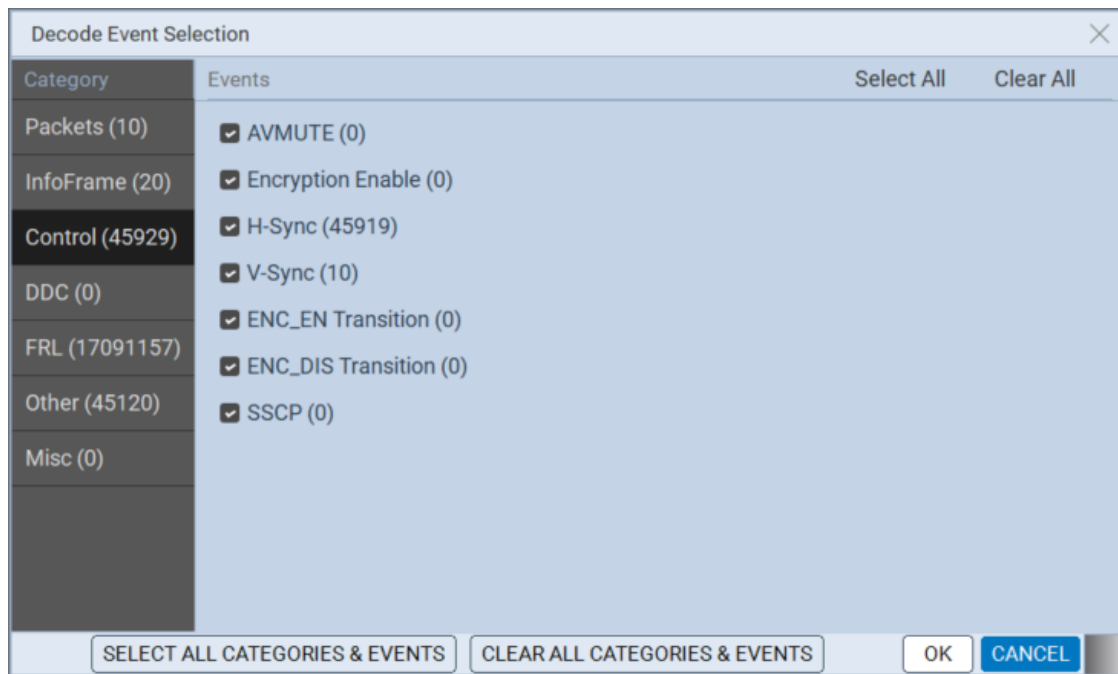 Decode Event Selection
Category
Events
Select All
Clear All
Packets (10)
InfoFrame (20)
Control (45929)
DDC (0)
FRL (17091157)
Other (45120)
Misc (0)
AVMUTE (0)
Encryption Enable (0)
H-Sync (45919)
V-Sync (10)
ENC_EN Transition (0)
ENC_DIS Transition (0)
SSCP (0)
SELECT ALL CATEGORIES & EVENTS
CLEAR ALL CATEGORIES & EVENTS
OK
CANCEL